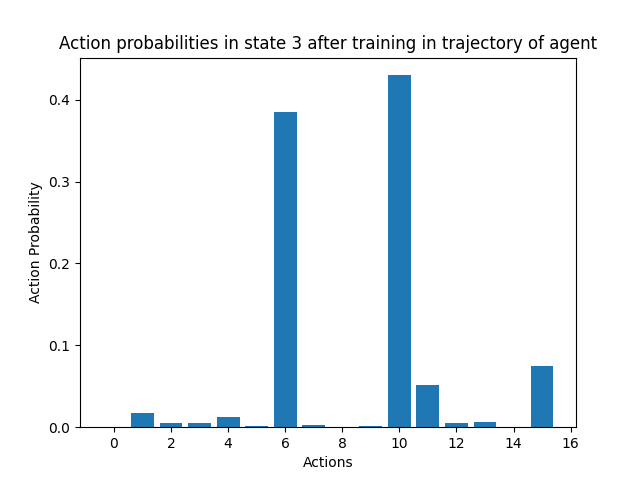 Action probabilities in state 3 after training in trajectory of agent
Action Probability
0.4
0.3
0.2
0.1
0.0
0 2 4 6 8 10 12 14 16
Actions